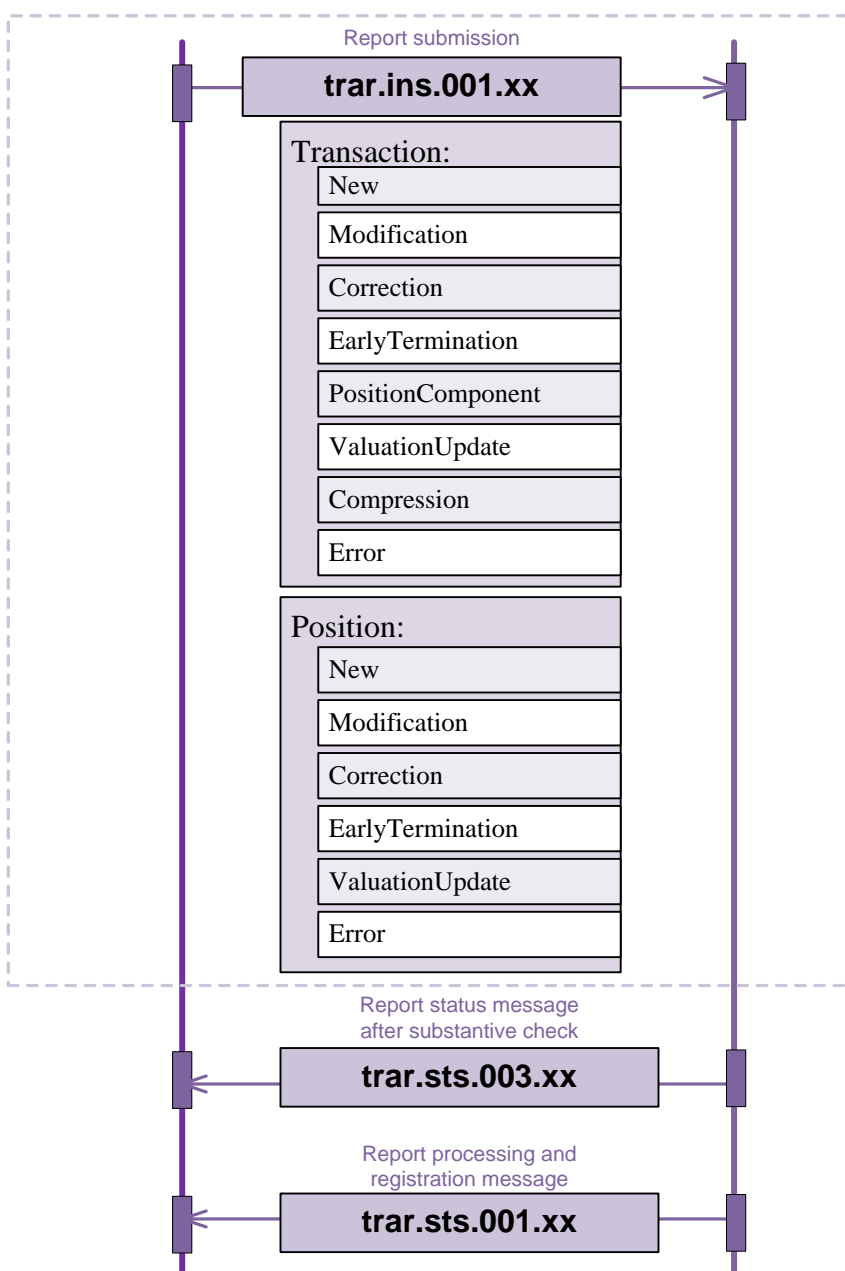 Report submission
trar.ins.001.xx
Transaction:
New
Modification
Correction
EarlyTermination
PositionComponent
ValuationUpdate
Compression
Error
Position:
New
Modification
Correction
EarlyTermination
ValuationUpdate
Error
Report status message
after substantive check
trar.sts.003.xx
Report processing and
registration message
trar.sts.001.xx